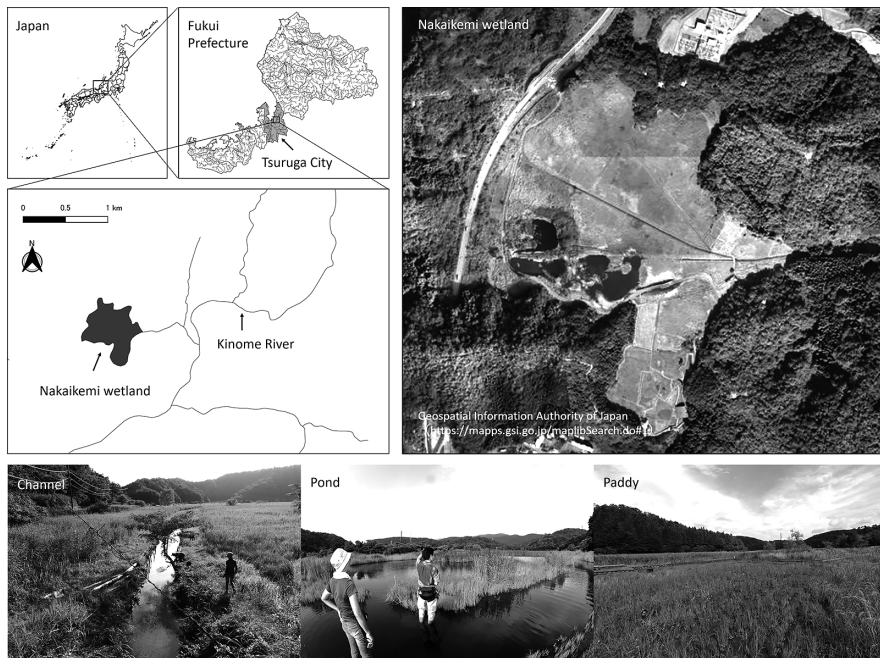 Japan
Fukui
Prefecture
Tsuruga City
0 0.5 1 km
N
Kinome River
Nakaikemi wetland
Nakaikemi wetland
Geospatial Information Authority of Japan
(https://mapps.gsi.go.jp/maplibSearch.do#1)
Channel
Pond
Paddy